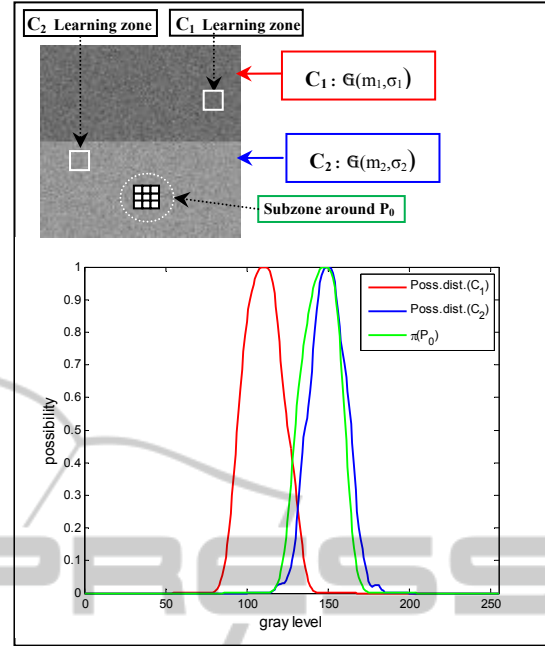 C₂ Learning zone
C₁ Learning zone
C₁ : G(m₁,σ₁)
C₂ : G(m₂,σ₂)
Subzone around P₀
Poss.dist.(C₁)
Poss.dist.(C₂)
π(P₀)
possibility
1
0.9
0.8
0.7
0.6
0.5
0.4
0.3
0.2
0.1
0
0 50 100 150 200 250
gray level
PRESS